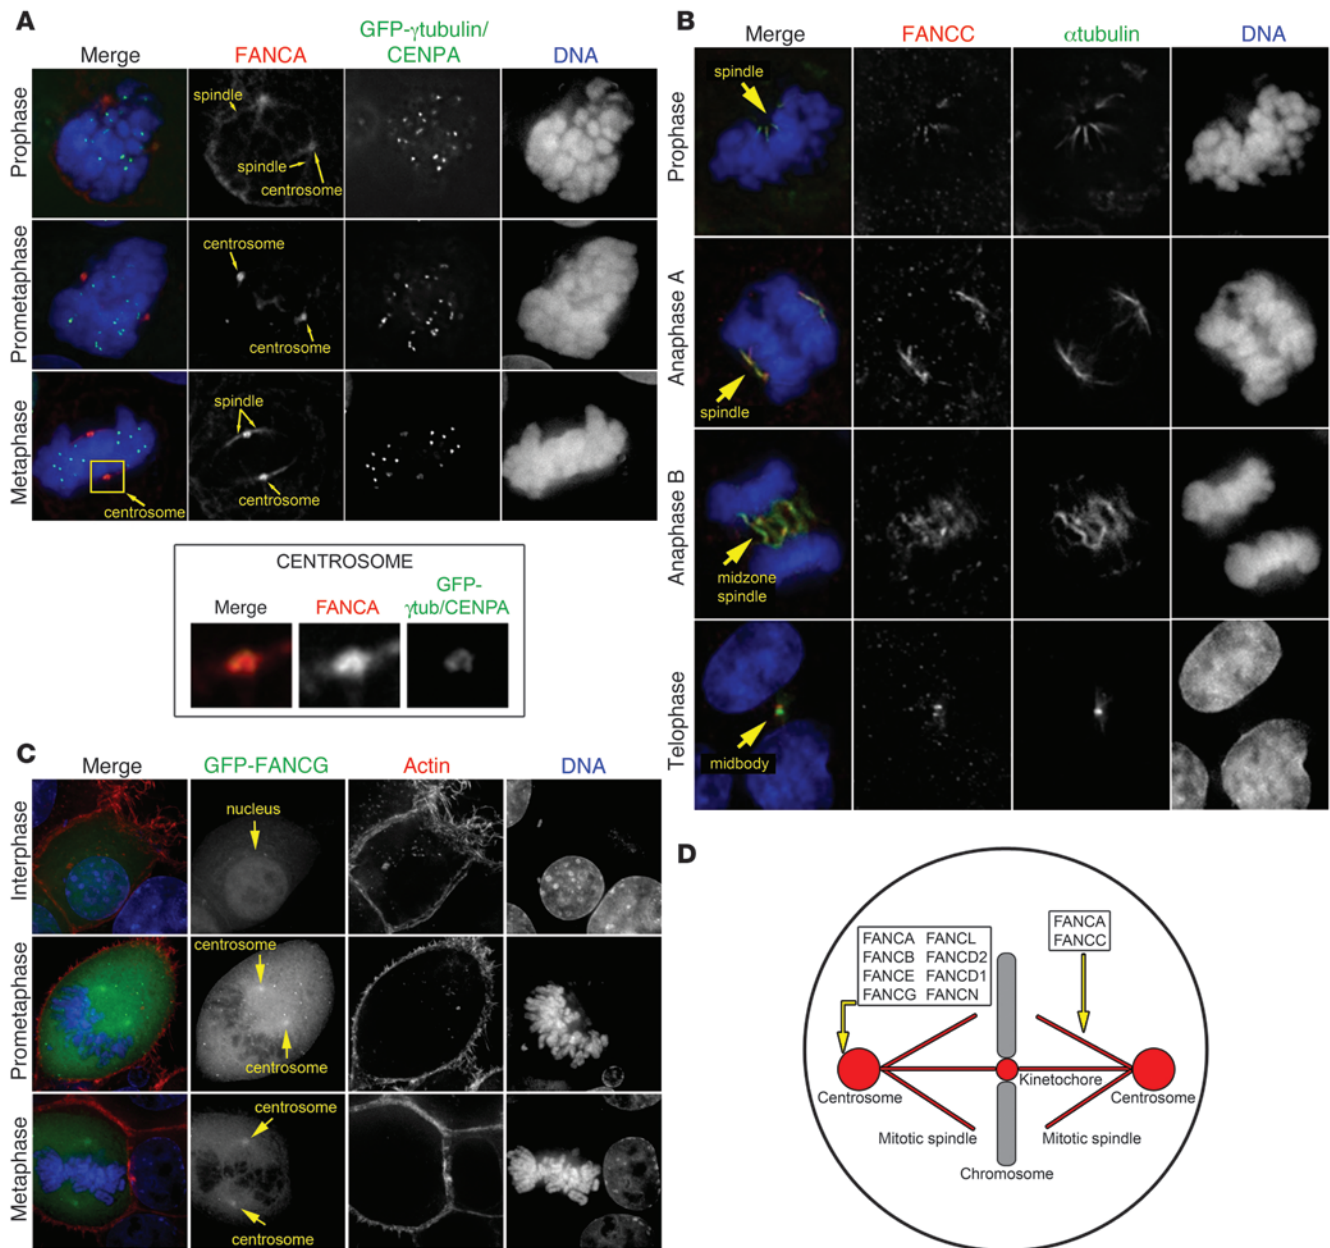 A
Merge
FANCA
GFP-γtubulin/
CENPA
DNA
Prophase
spindle
spindle
centrosome
Prometaphase
centrosome
centrosome
Metaphase
centrosome
spindle
centrosome
CENTROSOME
Merge
FANCA
GFP-
γtub/CENPA
B
Merge
FANCC
αtubulin
DNA
Prophase
spindle
Anaphase A
spindle
Anaphase B
midzone
spindle
Telophase
midbody
C
Merge
GFP-FANCG
Actin
DNA
Interphase
nucleus
Prometaphase
centrosome
centrosome
Metaphase
centrosome
centrosome
D
FANCA FANCL
FANCB FANCD2
FANCE FANCD1
FANCG FANCN
FANCA
FANCC
Kinetochore
Centrosome
Centrosome
Mitotic spindle
Mitotic spindle
Chromosome